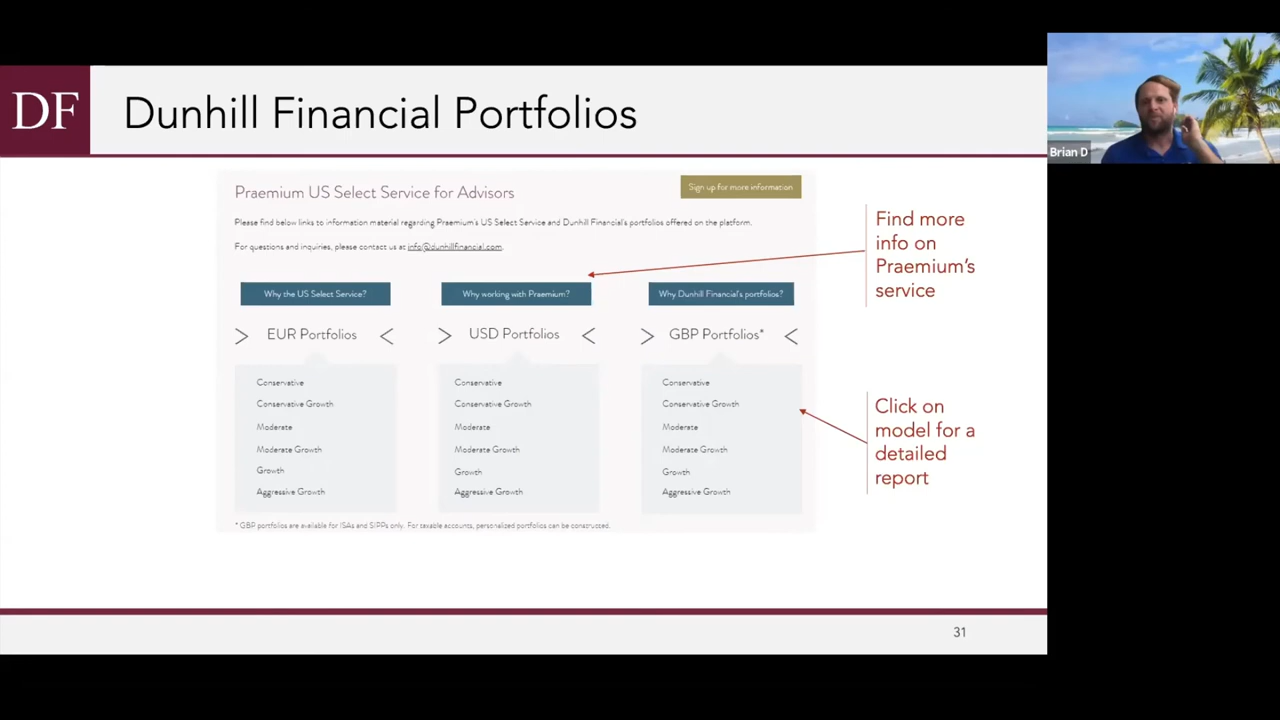 DF
Dunhill Financial Portfolios
Brian D
Praemium US Select Service for Advisors
Sign up for more information
Please find below links to information material regarding Praemium's US Select Service and Dunhill Financial's portfolios offered on the platform.
For questions and inquiries, please contact us at info@dunhillfinancial.com.
Find more
info on
Praemium's
service
Why the US Select Service?
Why working with Praemium?
Why Dunhill Financial's portfolios?
EUR Portfolios
Conservative
Conservative Growth
Moderate
Moderate Growth
Growth
Aggressive Growth
USD Portfolios
Conservative
Conservative Growth
Moderate
Moderate Growth
Growth
Aggressive Growth
GBP Portfolios*
Conservative
Conservative Growth
Moderate
Moderate Growth
Growth
Aggressive Growth
Click on
model for a
detailed
report
* GBP portfolios are available for ISAs and SIPPs only. For taxable accounts, personalized portfolios can be constructed.
31